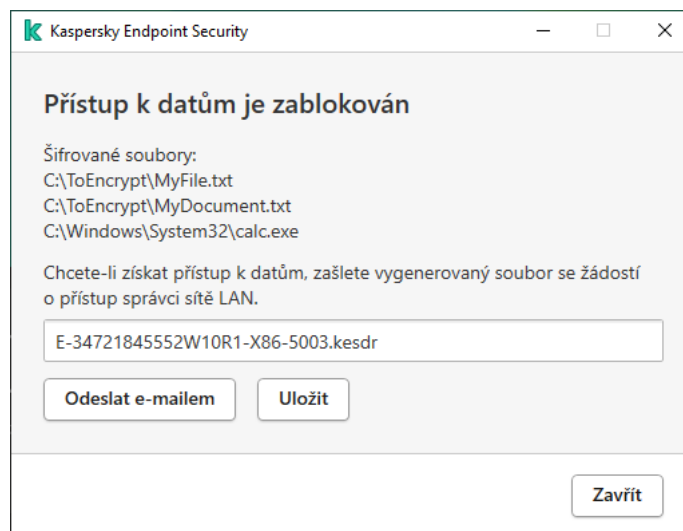 Kaspersky Endpoint Security
Přístup k datům je zablokován
Šifrované soubory:
C:\ToEncrypt\MyFile.txt
C:\ToEncrypt\MyDocument.txt
C:\Windows\System32\calc.exe
Chcete-li získat přístup k datům, zašlete vygenerovaný soubor se žádostí
o přístup správci sítě LAN.
E-34721845552W10R1-X86-5003.kesdr
Odeslat e-mailem Uložit
Zavřít